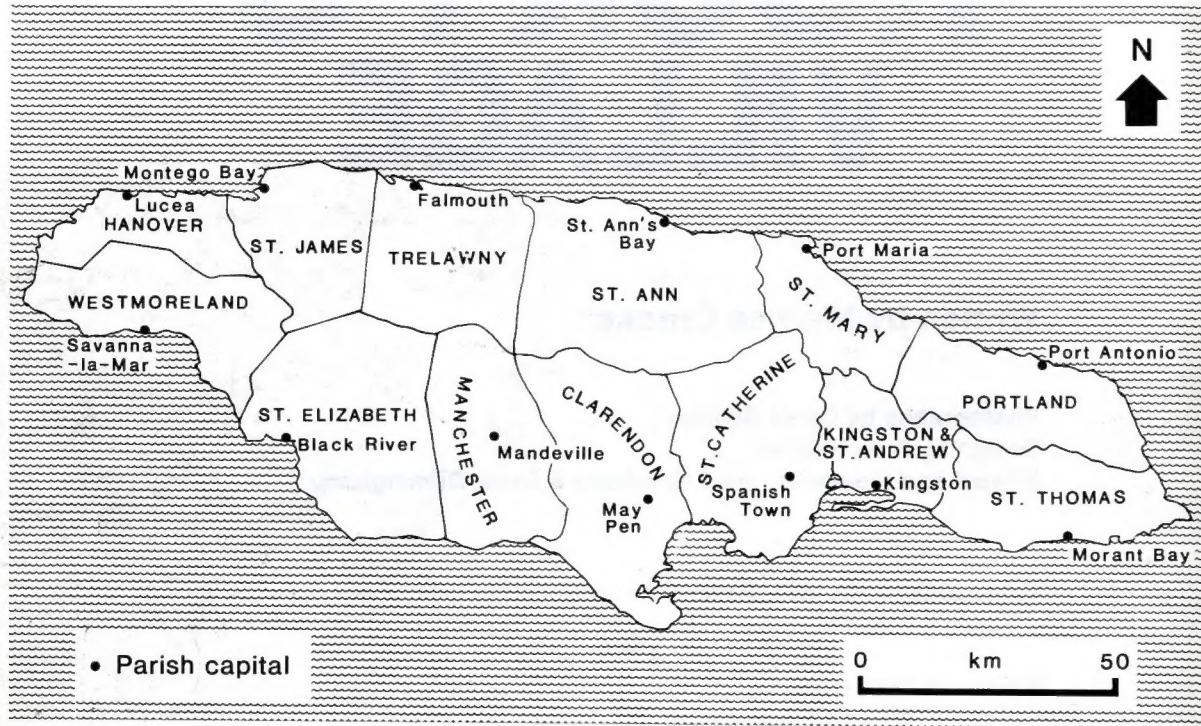 N
Montego Bay
Lucea
HANOVER
ST. JAMES
Falmouth
TRELAWNY
St. Ann's
Bay
ST. ANN
Port Maria
ST. MARY
WESTMORELAND
Savanna
-la-Mar
Port Antonio
PORTLAND
ST. ELIZABETH
Black River
MANCHESTER
Mandeville
CLARENDON
May
Pen
ST. CATHERINE
Spanish
Town
KINGSTON &
ST. ANDREW
Kingston
ST. THOMAS
Morant Bay
• Parish capital
0 km 50